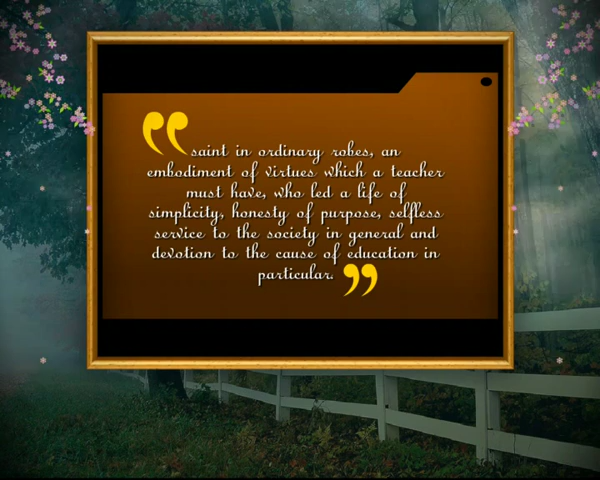 “saint in ordinary robes, an
embodiment of virtues which a teacher
must have, who led a life of
simplicity, honesty of purpose, selfless
service to the society in general and
devotion to the cause of education in
particular.”